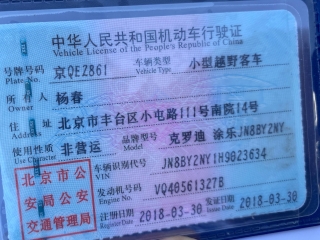 中华人民共和国机动车行驶证
Vehicle License of the People's Republic of China
号牌号码 京QEZ861 车辆类型 小型越野客车
Plate No. Vehicle Type
所有人 杨春
Owner
住址 北京市丰台区小屯路111号南院14号
使用性质 非营运 品牌型号 克罗迪 涂乐JN8BY2NY
Use Character Model
北京市公 车辆识别代号 JN8BY2NY1H9023634
VIN
安局公安 发动机号码 VQ40561327B
Engine No.
交通管理局 注册日期 2018-03-30 发证日期 2018-03-30
Register Date Issue Date